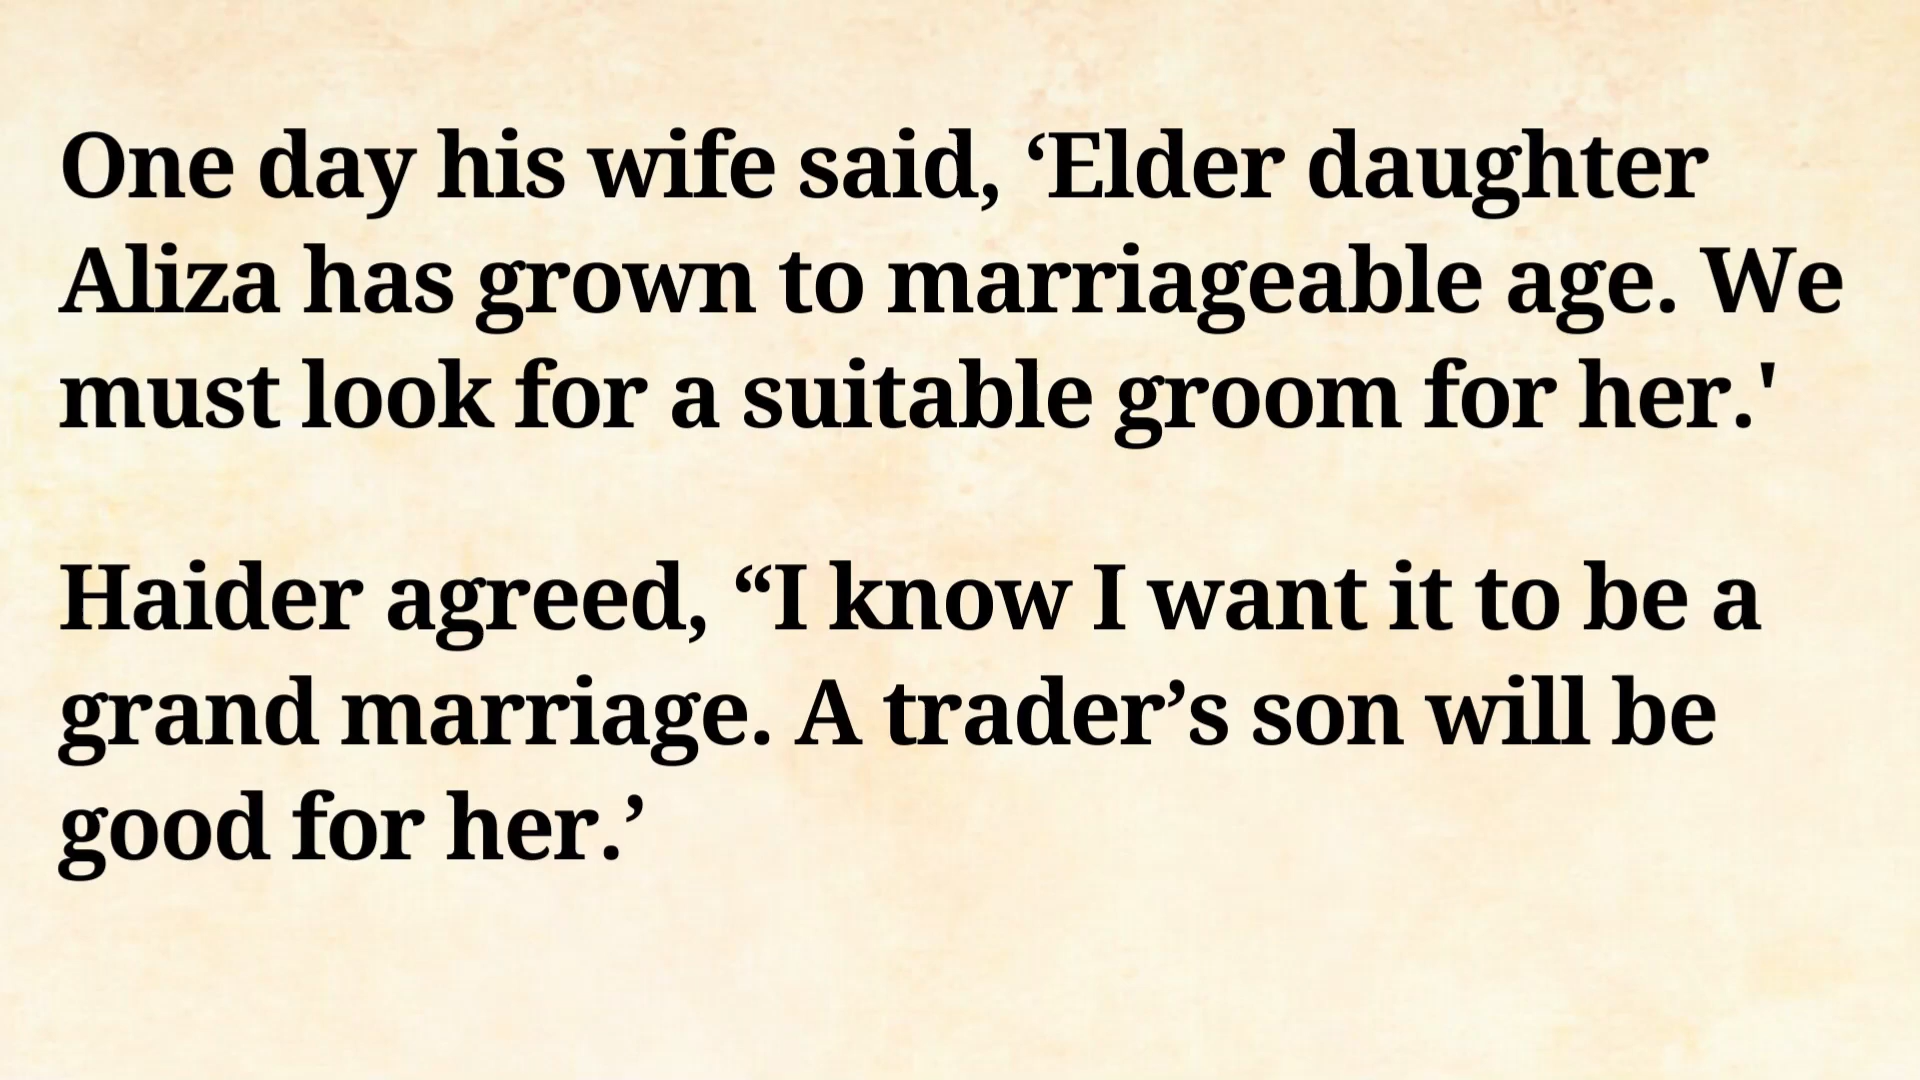 One day his wife said, ‘Elder daughter
Aliza has grown to marriageable age. We
must look for a suitable groom for her.'
Haider agreed, “I know I want it to be a
grand marriage. A trader’s son will be
good for her.’